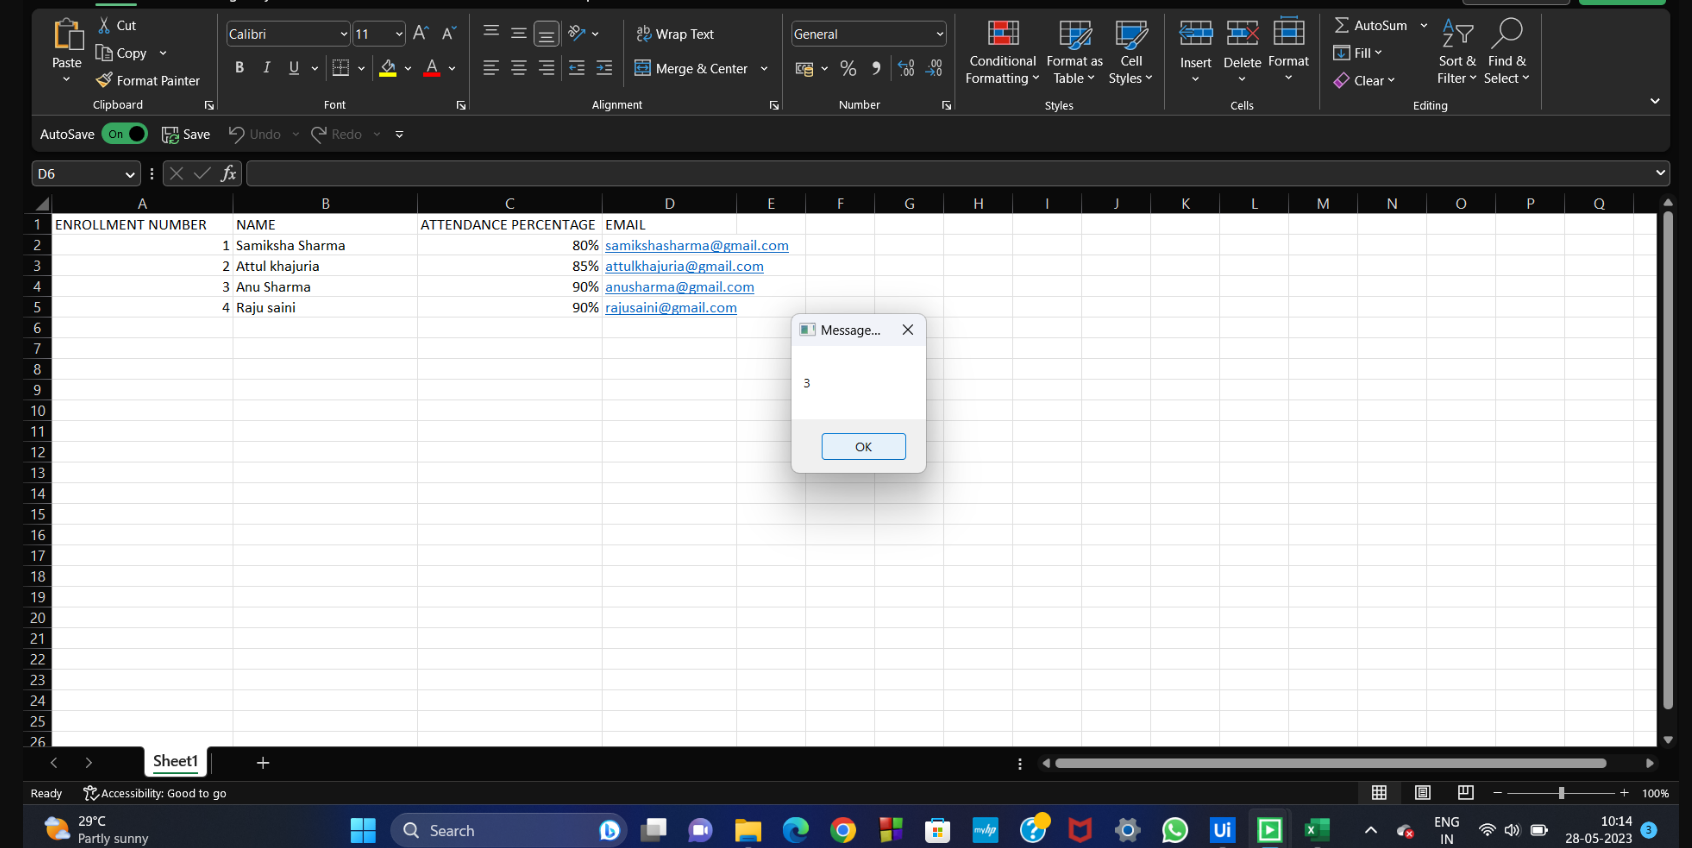 Cut
Copy
Format Painter
Paste
Clipboard
Calibri
11
A A
B I U A
Font
Wrap Text
Merge & Center
Alignment
General
% 9 .00
Number
Conditional Formatting
Format as Table
Cell Styles
Styles
Insert
Delete
Format
Cells
AutoSum
Fill
Clear
Sort & Filter
Find & Select
Editing
AutoSave On Save Undo Redo
D6 fx
A B C D E F G H I J K L M N O P Q
1 ENROLLMENT NUMBER NAME ATTENDANCE PERCENTAGE EMAIL
2 1 Samiksha Sharma 80% samikshasharma@gmail.com
3 2 Attul khajuria 85% attulkhajuria@gmail.com
4 3 Anu Sharma 90% anusharma@gmail.com
5 4 Raju saini 90% rajusaini@gmail.com
6
7
8
9
10
11
12
13
14
15
16
17
18
19
20
21
22
23
24
25
26
Message...
3
OK
Sheet1
Ready Accessibility: Good to go 100%
29°C
Partly sunny
Search
myhp
Ui
ENG
IN
10:14
28-05-2023
3